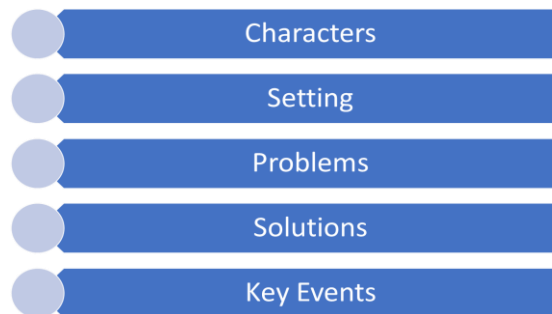 Characters
Setting
Problems
Solutions
Key Events